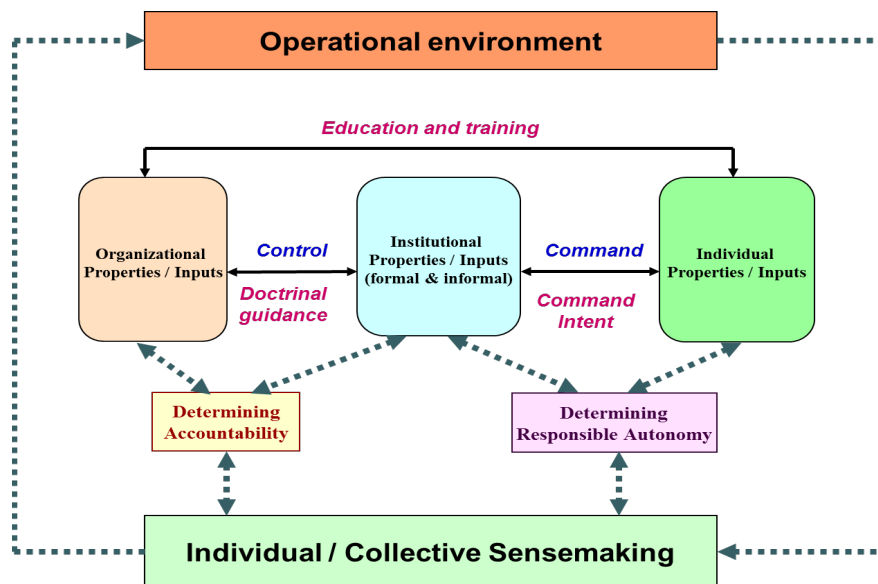 Operational environment
Education and training
Organizational
Properties / Inputs
Control
Doctrinal
guidance
Institutional
Properties / Inputs
(formal & informal)
Command
Command
Intent
Individual
Properties / Inputs
Determining
Accountability
Determining
Responsible Autonomy
Individual / Collective Sensemaking